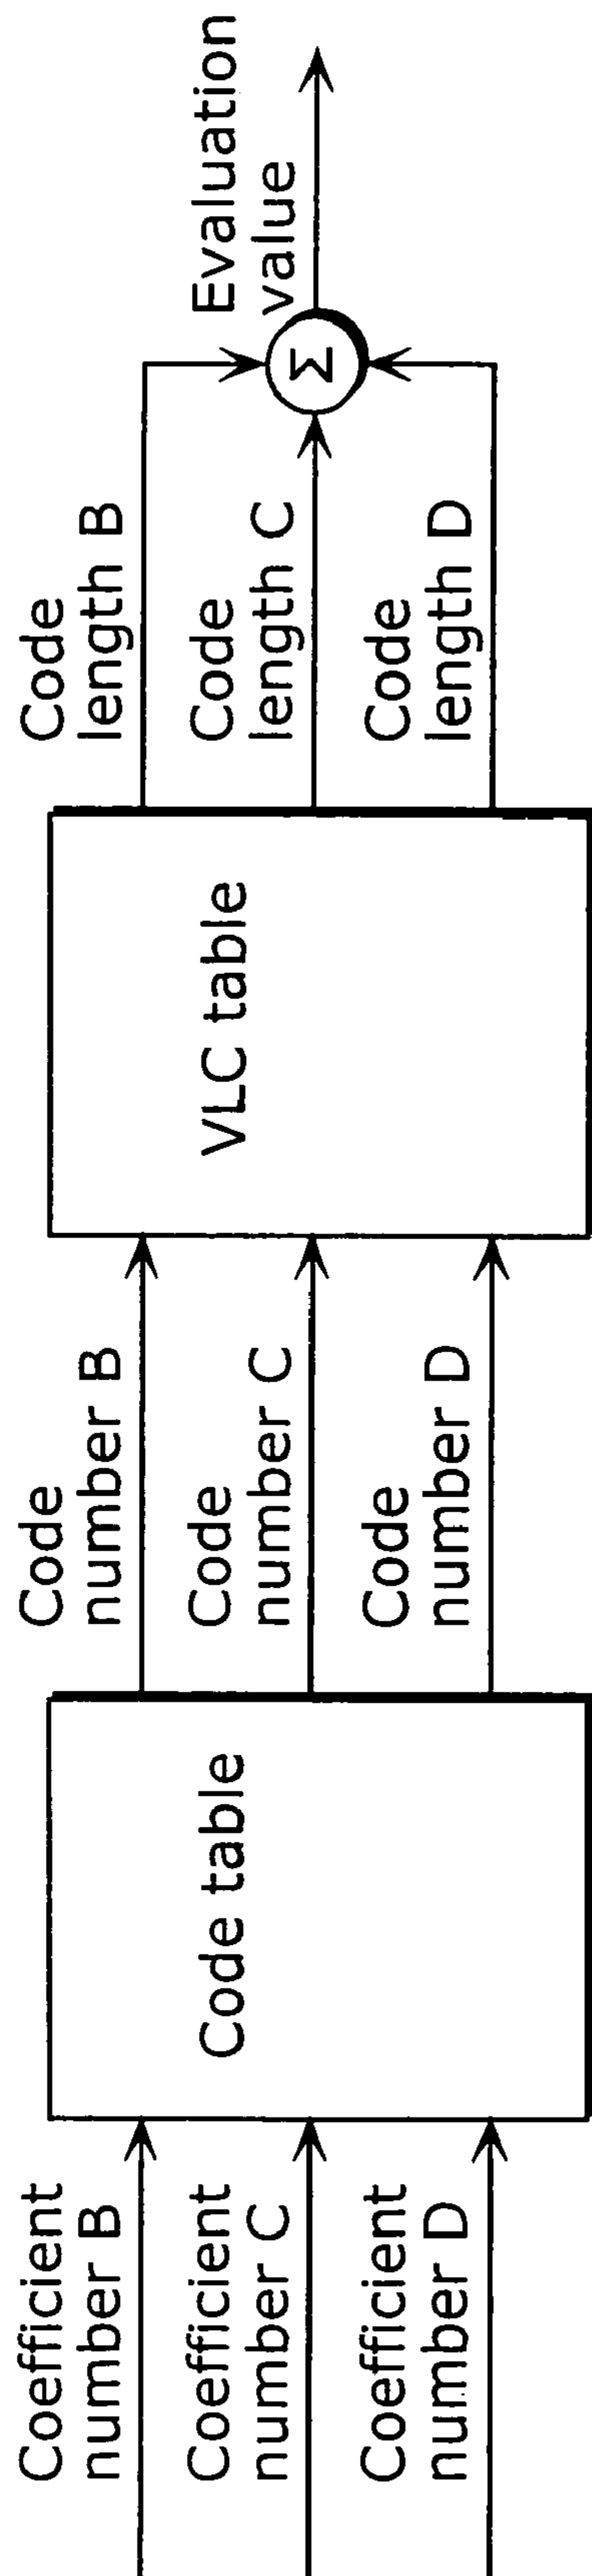 Coefficient
number B
Coefficient
number C
Coefficient
number D
Code table
Code
number B
Code
number C
Code
number D
VLC table
Code
length B
Code
length C
Code
length D
Σ
Evaluation
value